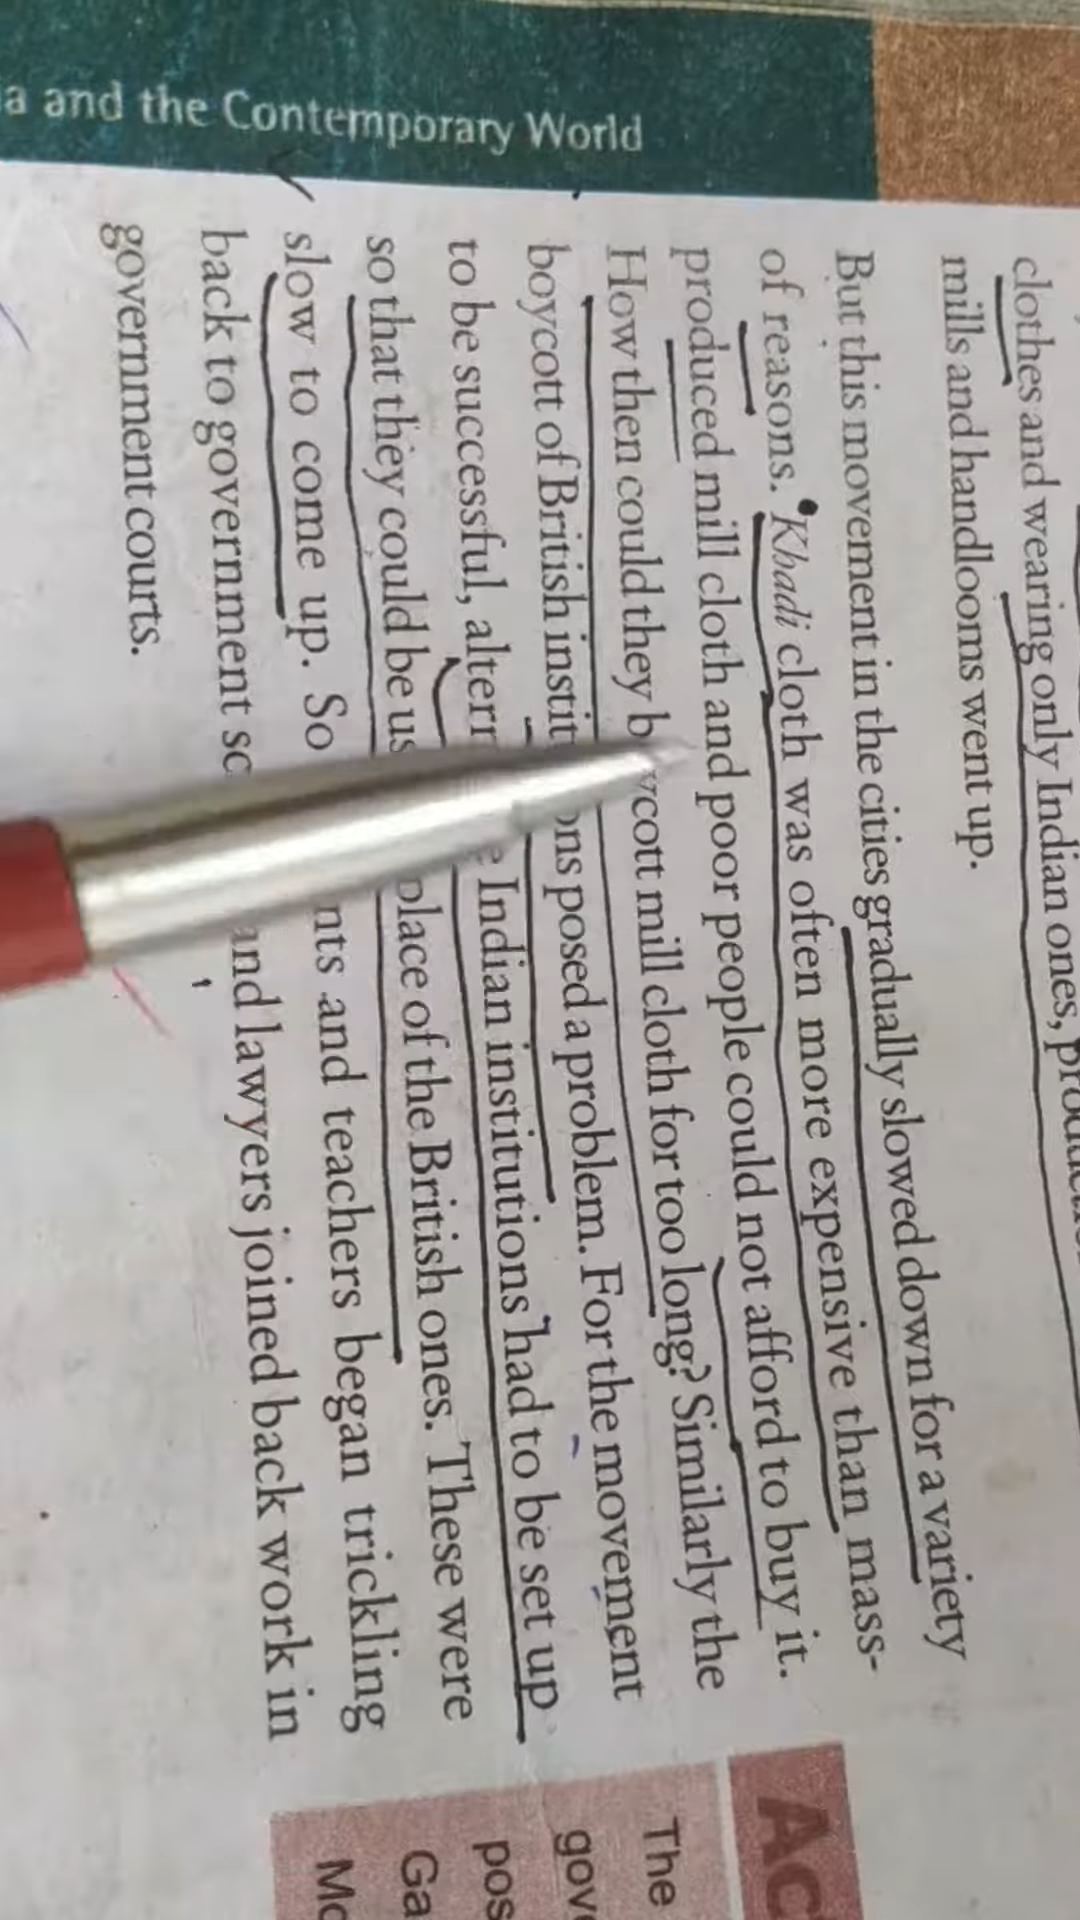 a and the Contemporary World
clothes and wearing only Indian ones,
mills and handlooms went up.
But this movement in the cities gradually slowed down for a variety
of reasons. Khadi cloth was often more expensive than mass-
produced mill cloth and poor people could not afford to buy it.
How then could they b ycott mill cloth for too long? Similarly the
boycott of British instit ons posed a problem. For the movement
to be successful, altern e Indian institutions had to be set up
so that they could be us place of the British ones. These were
slow to come up. So nts and teachers began trickling
back to government sc and lawyers joined back work in
government courts.
Ac
The
gov
pos
Ga
Mo